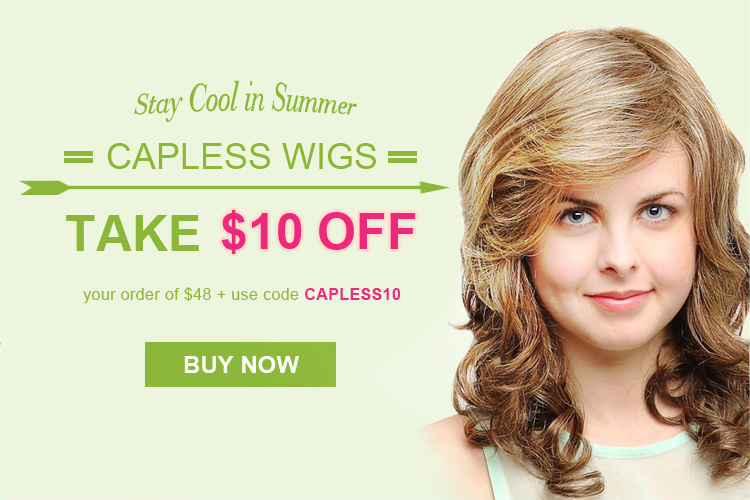 Stay Cool in Summer
CAPLESS WIGS
TAKE $10 OFF
your order of $48 + use code CAPLESS10
BUY NOW